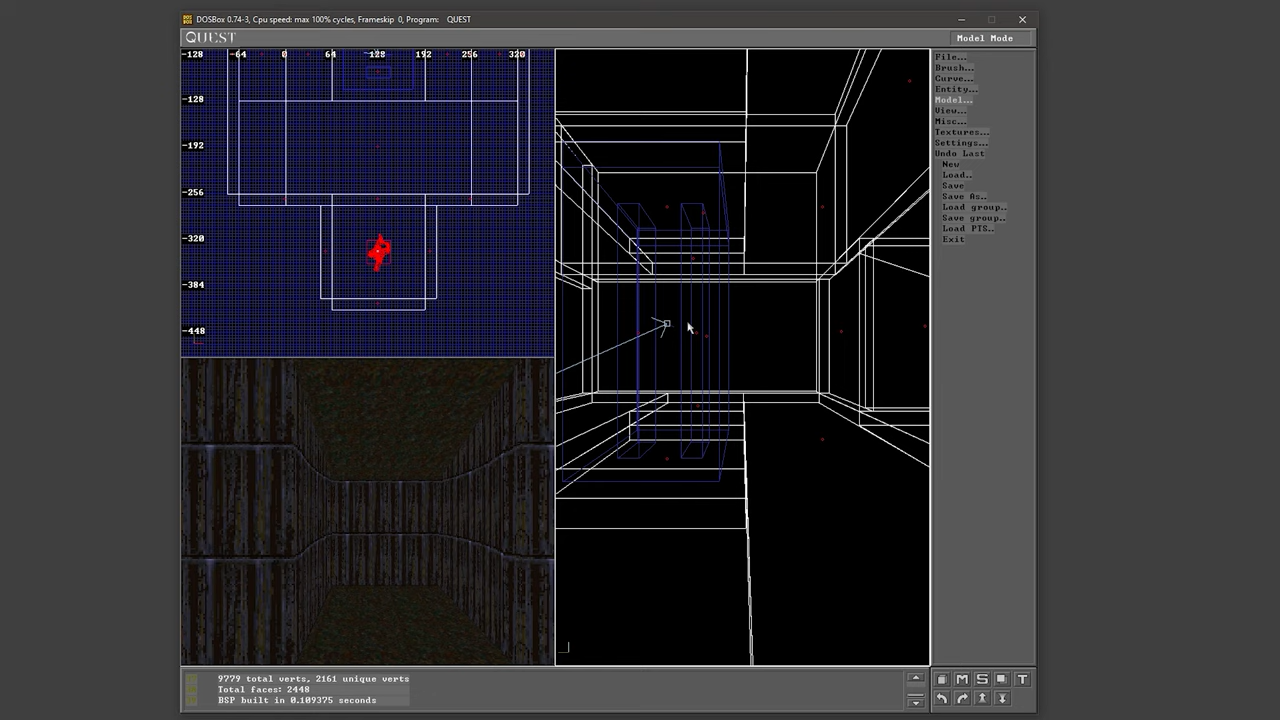 DOSBox 0.74-3, Cpu speed: max 100% cycles, Frameskip 0, Program: QUEST
QUEST
Model Mode
-128 -64 0 64 128 192 256 320
-128
-192
-256
-320
-384
-448
File...
Brush...
Curve...
Entity...
Model...
View...
Misc...
Textures...
Settings...
Undo Last
New
Load..
Save
Save As..
Load group..
Save group..
Load PTS..
Exit
9779 total verts, 2161 unique verts
Total faces: 2448
BSP built in 0.109375 seconds
M S T